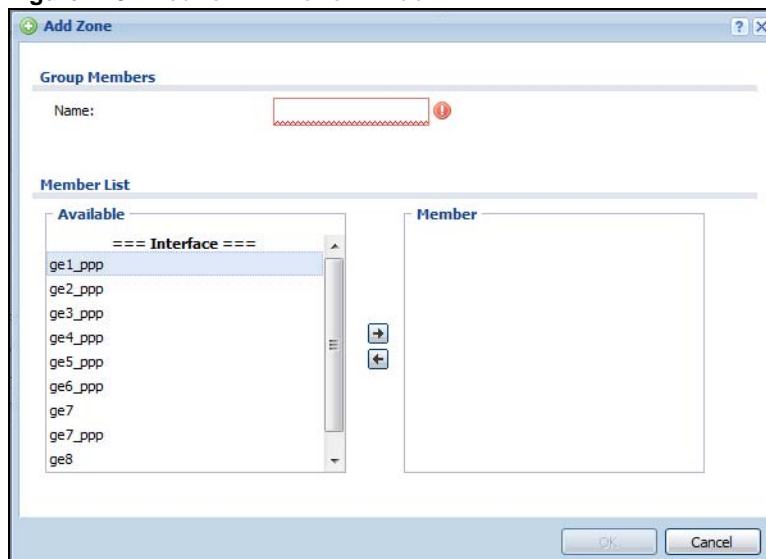 Add Zone
?
X
Group Members
Name:
!
Member List
Available
Member
=== Interface ===
ge1_ppp
ge2_ppp
ge3_ppp
ge4_ppp
ge5_ppp
ge6_ppp
ge7
ge7_ppp
ge8
OK
Cancel